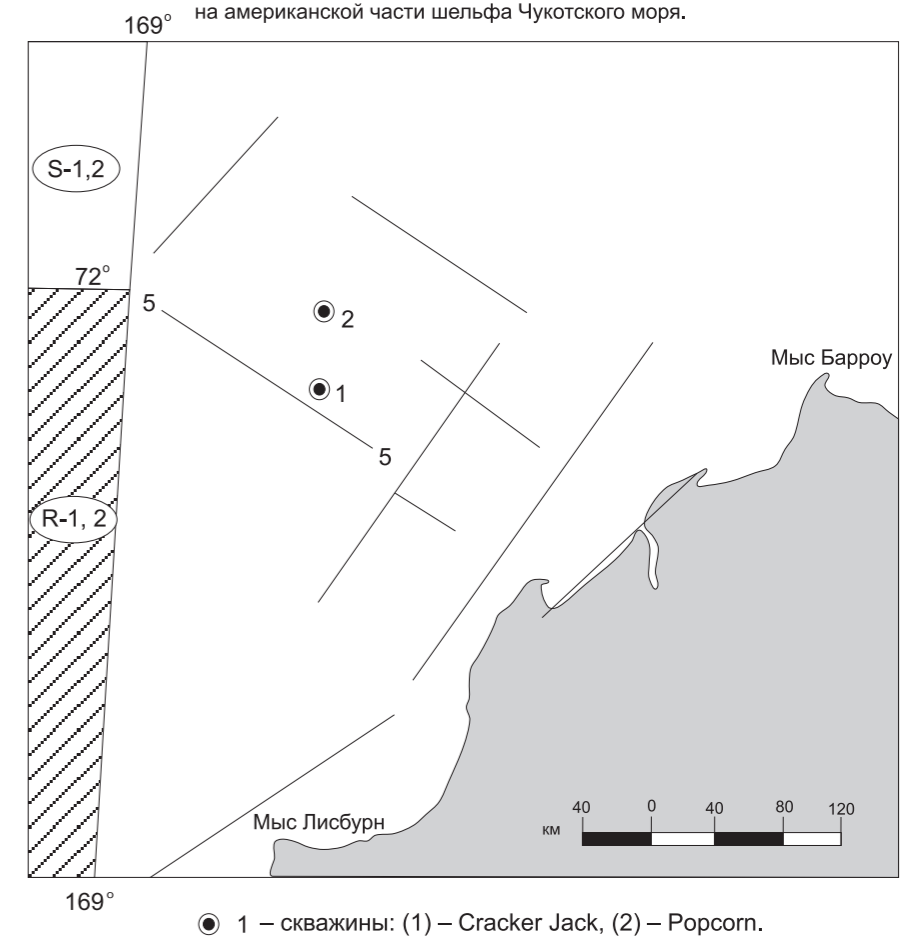 на американской части шельфа Чукотского моря.
169°
S-1,2
72°
5
2
1
Мыс Барроу
5
R-1, 2
40 0 40 80 120
км
Мыс Лисбурн
169°
1 – скважины: (1) – Cracker Jack, (2) – Popcorn.